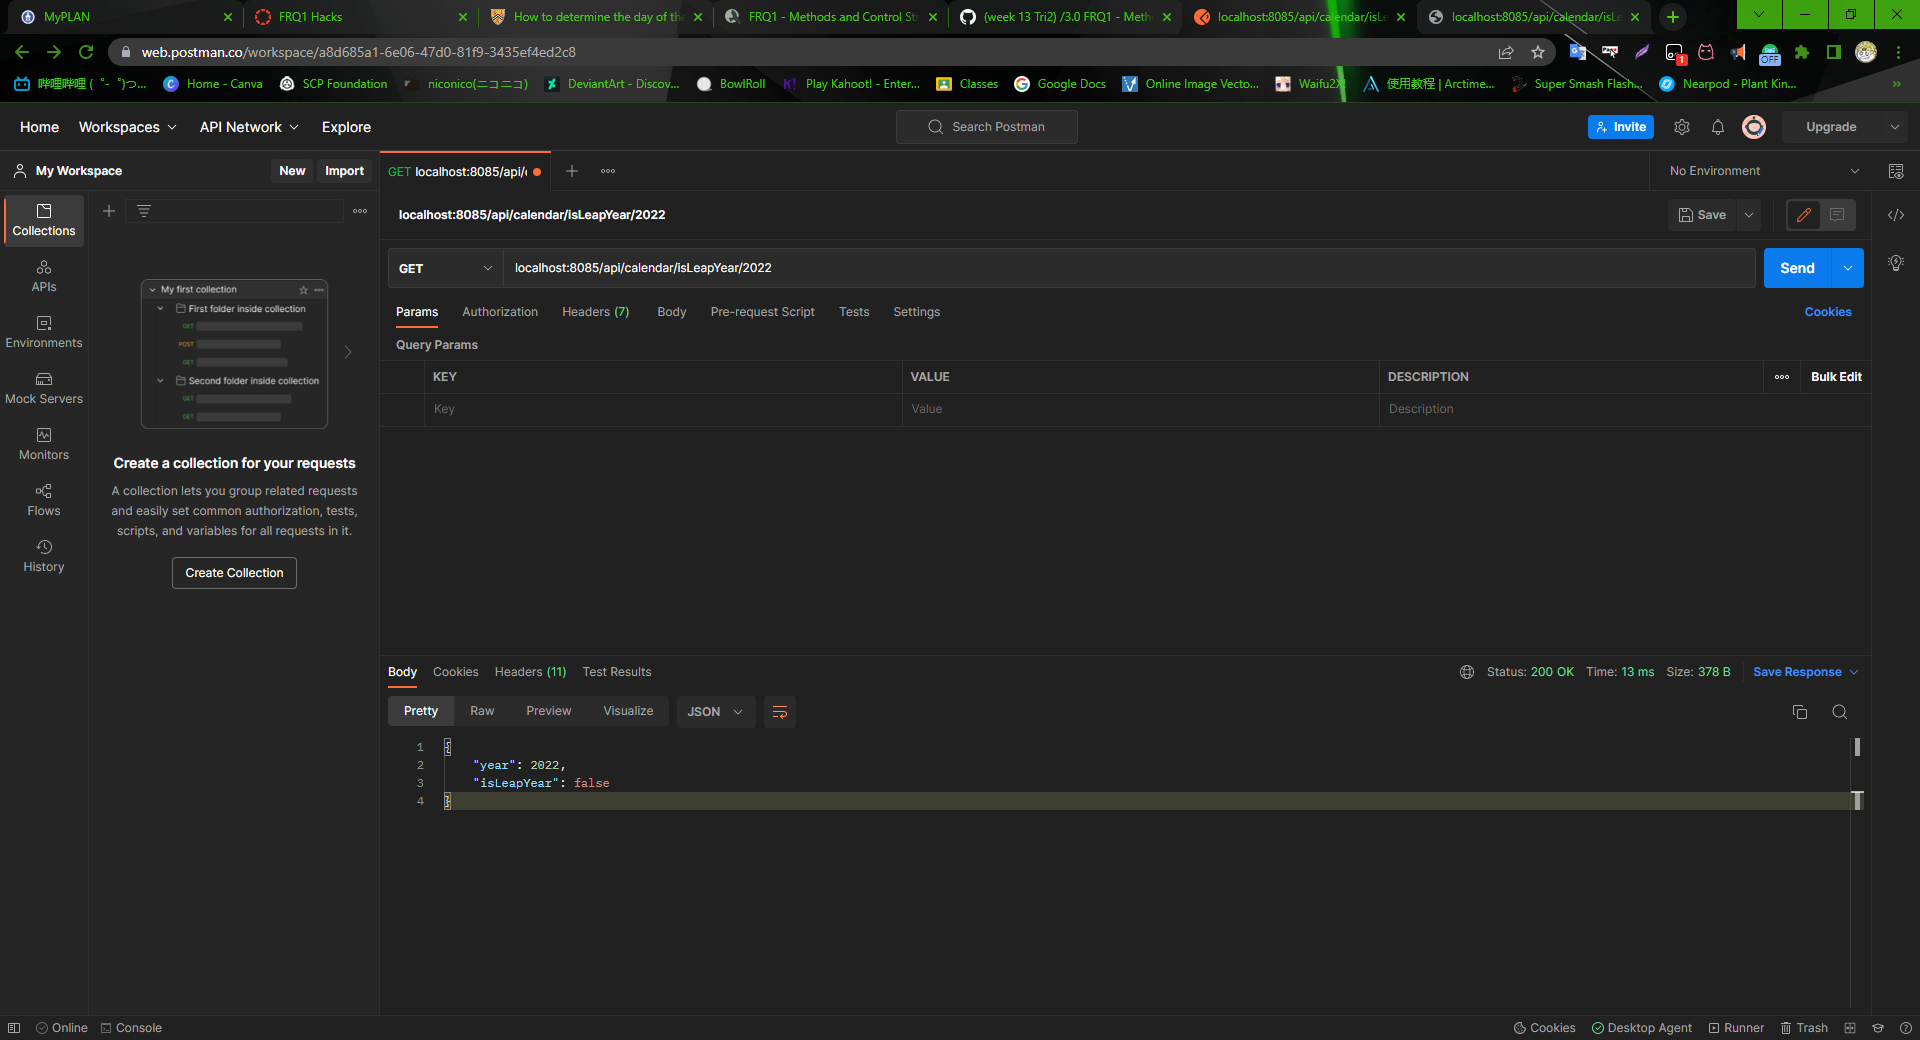 MyPLAN
FRQ1 Hacks
How to determine the day of the
FRQ1 - Methods and Control Str
(week 13 Tri2) /3.0 FRQ1 - Meth
localhost:8085/api/calendar/isLe
localhost:8085/api/calendar/isLe
web.postman.co/workspace/a8d685a1-6e06-47d0-81f9-3435ef4ed2c8
1
OFF
哔哩哔哩 (゜-゜)つ...
Home - Canva
SCP Foundation
niconico(ニコニコ)
DeviantArt - Discov...
BowlRoll
Play Kahoot! - Enter...
Classes
Google Docs
Online Image Vecto...
Waifu2X
使用教程 | Arctime...
Super Smash Flash...
Nearpod - Plant Kin...
»
Home
Workspaces
API Network
Explore
Search Postman
Invite
Upgrade
My Workspace
New
Import
GET localhost:8085/api/c
No Environment
Collections
APIs
Environments
Mock Servers
Monitors
Flows
History
My first collection
First folder inside collection
GET
POST
GET
Second folder inside collection
GET
GET
Create a collection for your requests
A collection lets you group related requests
and easily set common authorization, tests,
scripts, and variables for all requests in it.
Create Collection
localhost:8085/api/calendar/isLeapYear/2022
Save
GET
localhost:8085/api/calendar/isLeapYear/2022
Send
Params
Authorization
Headers (7)
Body
Pre-request Script
Tests
Settings
Cookies
Query Params
KEY
VALUE
DESCRIPTION
Bulk Edit
Key
Value
Description
Body
Cookies
Headers (11)
Test Results
Status: 200 OK
Time: 13 ms
Size: 378 B
Save Response
Pretty
Raw
Preview
Visualize
JSON
1 {
2 "year": 2022,
3 "isLeapYear": false
4 }
Online
Console
Cookies
Desktop Agent
Runner
Trash